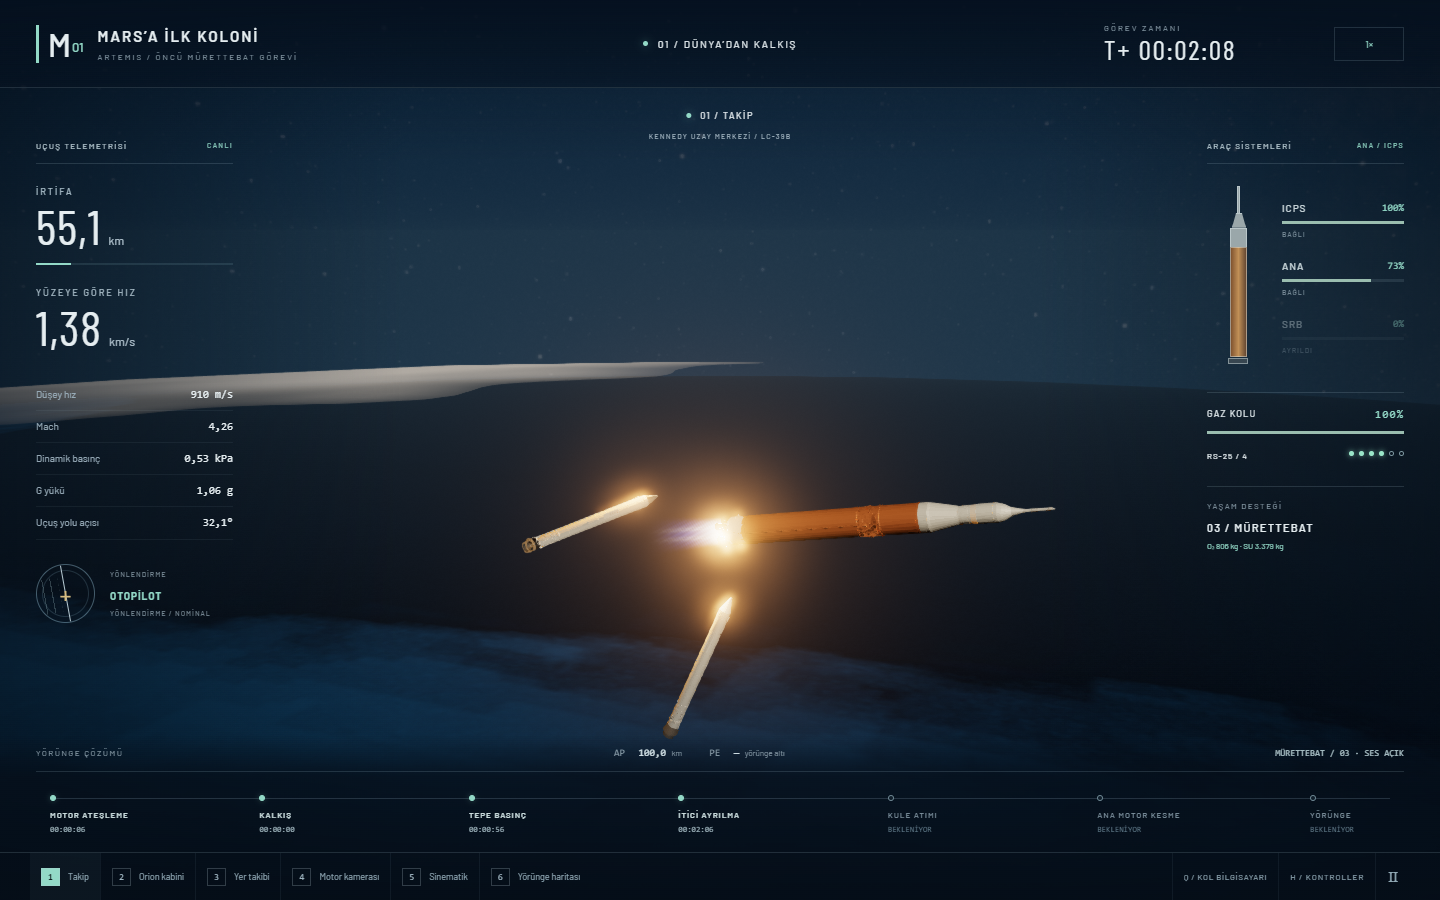 M01
MARS'A İLK KOLONİ
ARTEMIS / ÖNCÜ MÜRETTEBAT GÖREVİ
01 / DÜNYA'DAN KALKIŞ
GÖREV ZAMANI
T+ 00:02:08
1×
01 / TAKİP
KENNEDY UZAY MERKEZİ / LC-39B
UÇUŞ TELEMETRİSİ CANLI
İRTİFA
55,1 km
YÜZEYE GÖRE HIZ
1,38 km/s
Düşey hız 910 m/s
Mach 4,26
Dinamik basınç 0,53 kPa
G yükü 1,06 g
Uçuş yolu açısı 32,1°
YÖNLENDİRME
OTOPİLOT
YÖNLENDİRME / NOMİNAL
ARAÇ SİSTEMLERİ ANA / ICPS
ICPS 100%
BAĞLI
ANA 73%
BAĞLI
SRB 0%
AYRILDI
GAZ KOLU 100%
RS-25 / 4
YAŞAM DESTEĞİ
03 / MÜRETTEBAT
O₂ 806 kg · SU 3.379 kg
YÖRÜNGE ÇÖZÜMÜ
AP 100,0 km PE — yörünge altı
MÜRETTEBAT / 03 · SES AÇIK
MOTOR ATEŞLEME
00:00:06
KALKIŞ
00:00:00
TEPE BASINÇ
00:00:56
İTİCİ AYRILMA
00:02:06
KULE ATIMI
BEKLENİYOR
ANA MOTOR KESME
BEKLENİYOR
YÖRÜNGE
BEKLENİYOR
1 Takip
2 Orion kabini
3 Yer takibi
4 Motor kamerası
5 Sinematik
6 Yörünge haritası
Q / KOL BİLGİSAYARI
H / KONTROLLER